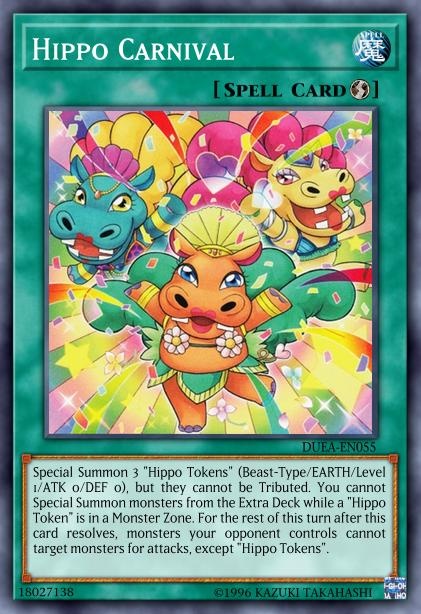 Hippo Carnival
SPELL
魔
[Spell Card]
DUEA-EN055
Special Summon 3 "Hippo Tokens" (Beast-Type/EARTH/Level
1/ATK 0/DEF 0), but they cannot be Tributed. You cannot
Special Summon monsters from the Extra Deck while a "Hippo
Token" is in a Monster Zone. For the rest of this turn after this
card resolves, monsters your opponent controls cannot
target monsters for attacks, except "Hippo Tokens".
18027138
©1996 KAZUKI TAKAHASHI